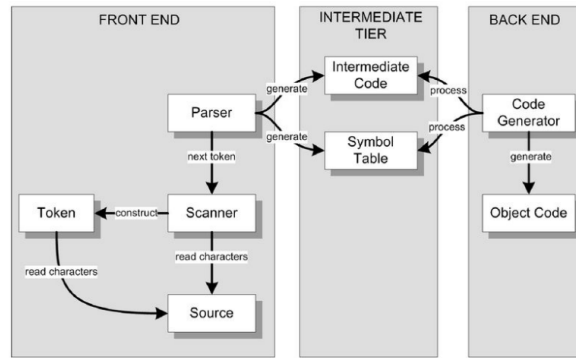 FRONT END
INTERMEDIATE
TIER
BACK END
Intermediate
Code
generate
process
Parser
Code
Generator
generate
process
Symbol
Table
next token
generate
Token
construct
Scanner
Object Code
read characters
read characters
Source